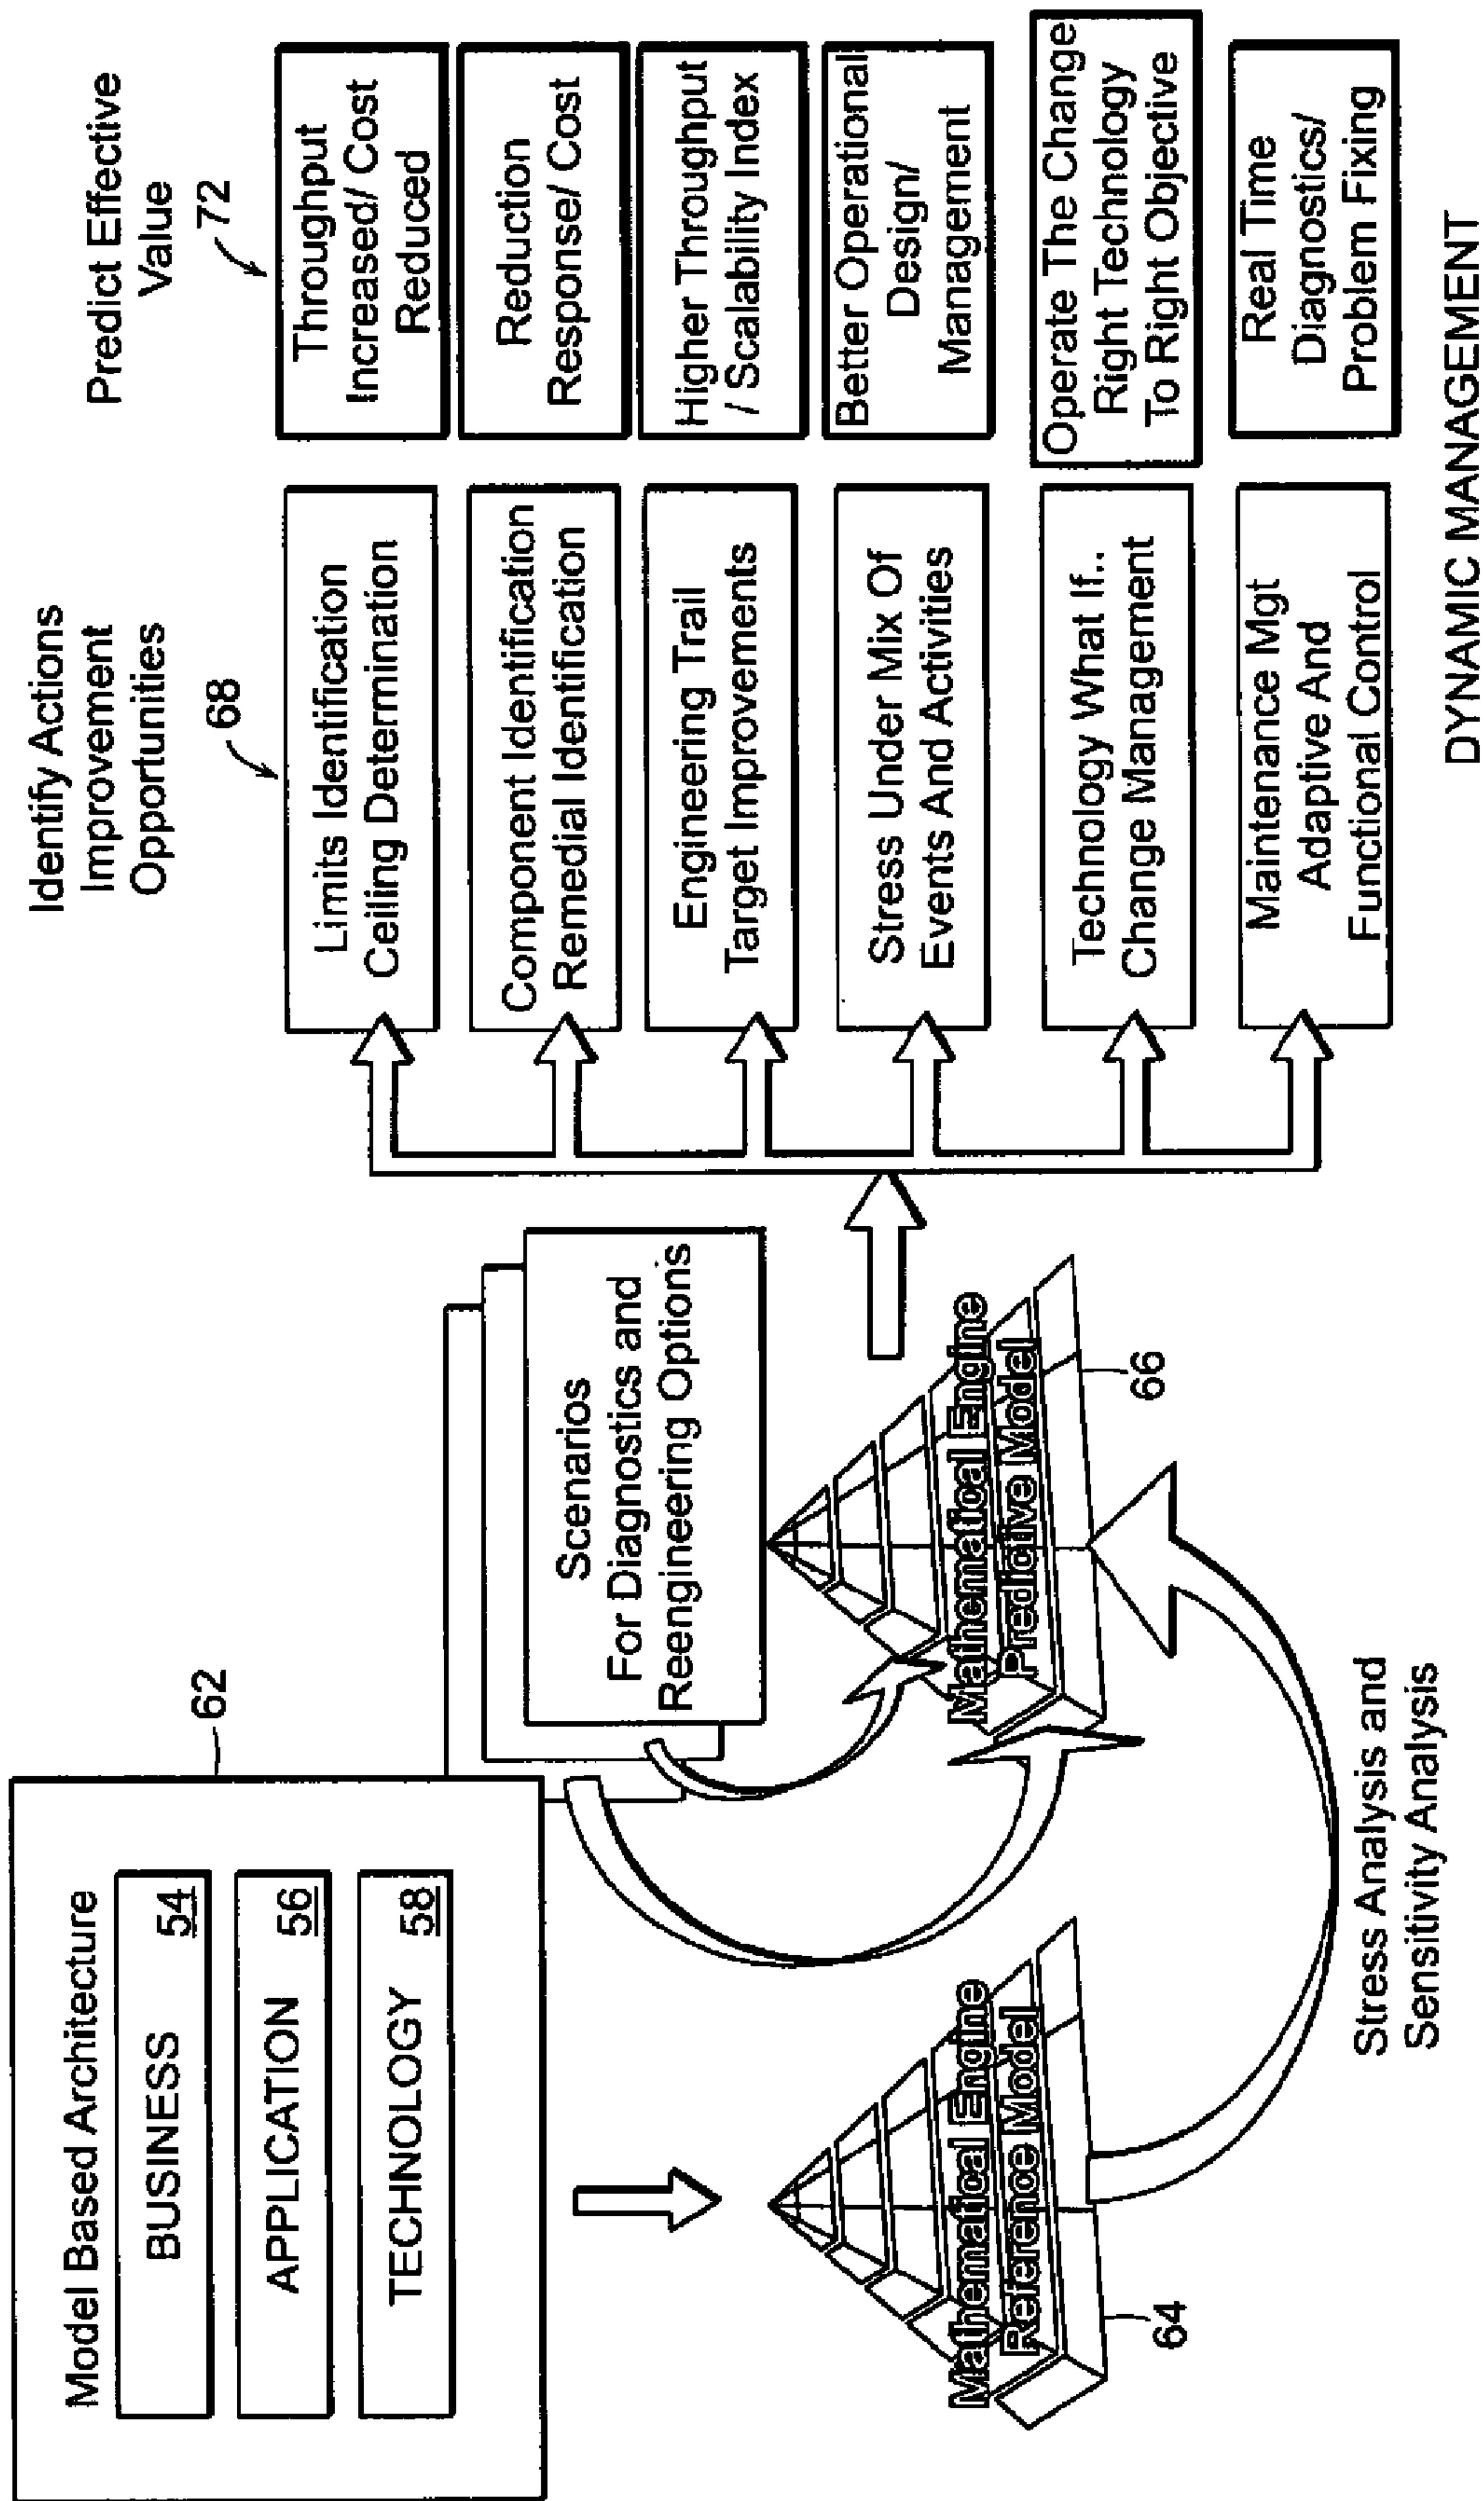 Model Based Architecture
BUSINESS 54
APPLICATION 56
TECHNOLOGY 58
62
Scenarios
For Diagnostics and
Reengineering Options
Mathematical Engine
Reference Model
64
Mathematical Engine
Predictive Model
66
Stress Analysis and
Sensitivity Analysis
Identify Actions
Improvement
Opportunities
68
Limits Identification
Ceiling Determination
Component Identification
Remedial Identification
Engineering Trail
Target Improvements
Stress Under Mix Of
Events And Activities
Technology What If..
Change Management
Maintenance Mgt
Adaptive And
Functional Control
Predict Effective
Value
72
Throughput
Increased/ Cost
Reduced
Reduction
Response/ Cost
Higher Throughput
/ Scalability Index
Better Operational
Design/
Management
Operate The Change
Right Technology
To Right Objective
Real Time
Diagnostics/
Problem Fixing
DYNAMIC MANAGEMENT